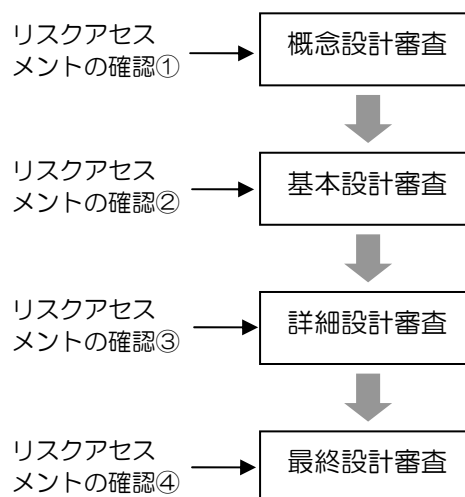 リスクアセス
メントの確認①
概念設計審査
リスクアセス
メントの確認②
基本設計審査
リスクアセス
メントの確認③
詳細設計審査
リスクアセス
メントの確認④
最終設計審査